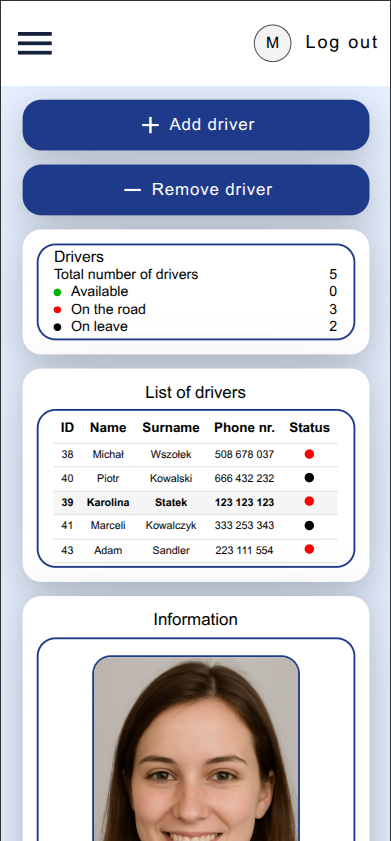 M Log out
+ Add driver
− Remove driver
Drivers
Total number of drivers 5
Available 0
On the road 3
On leave 2
List of drivers
ID Name Surname Phone nr. Status
38 Michał Wszołek 508 678 037
40 Piotr Kowalski 666 432 232
39 Karolina Statek 123 123 123
41 Marceli Kowalczyk 333 253 343
43 Adam Sandler 223 111 554
Information